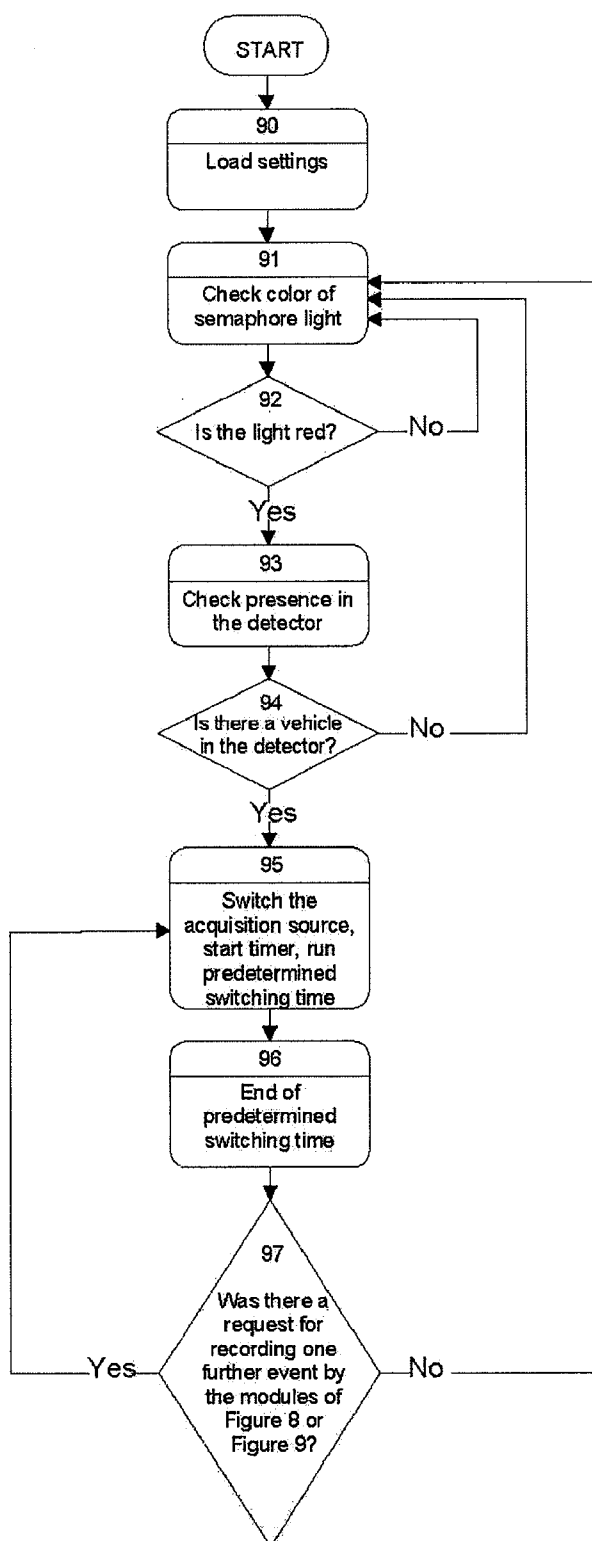 START
90
Load settings
91
Check color of
semaphore light
92
Is the light red?
No
Yes
93
Check presence in
the detector
94
Is there a vehicle
in the detector?
No
Yes
95
Switch the
acquisition source,
start timer, run
predetermined
switching time
96
End of
predetermined
switching time
97
Was there a
request for
recording one
further event by
the modules of
Figure 8 or
Figure 9?
Yes
No